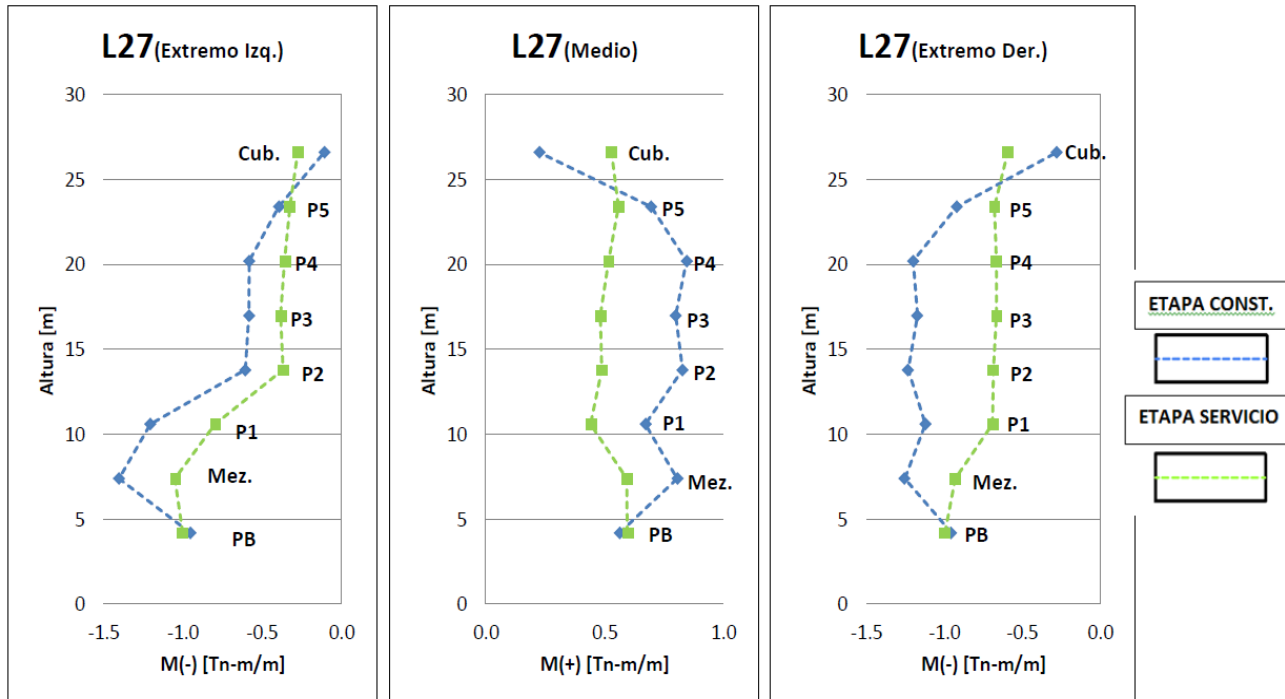 L27(Extremo Izq.)
30
25
20
15
10
5
0
Altura [m]
Cub.
P5
P4
P3
P2
P1
Mez.
PB
-1.5 -1.0 -0.5 0.0
M(-) [Tn-m/m]
L27(Medio)
30
25
20
15
10
5
0
Altura [m]
Cub.
P5
P4
P3
P2
P1
Mez.
PB
0.0 0.5 1.0
M(+) [Tn-m/m]
L27(Extremo Der.)
30
25
20
15
10
5
0
Altura [m]
Cub.
P5
P4
P3
P2
P1
Mez.
PB
-1.5 -1.0 -0.5 0.0
M(-) [Tn-m/m]
ETAPA CONST.
ETAPA SERVICIO